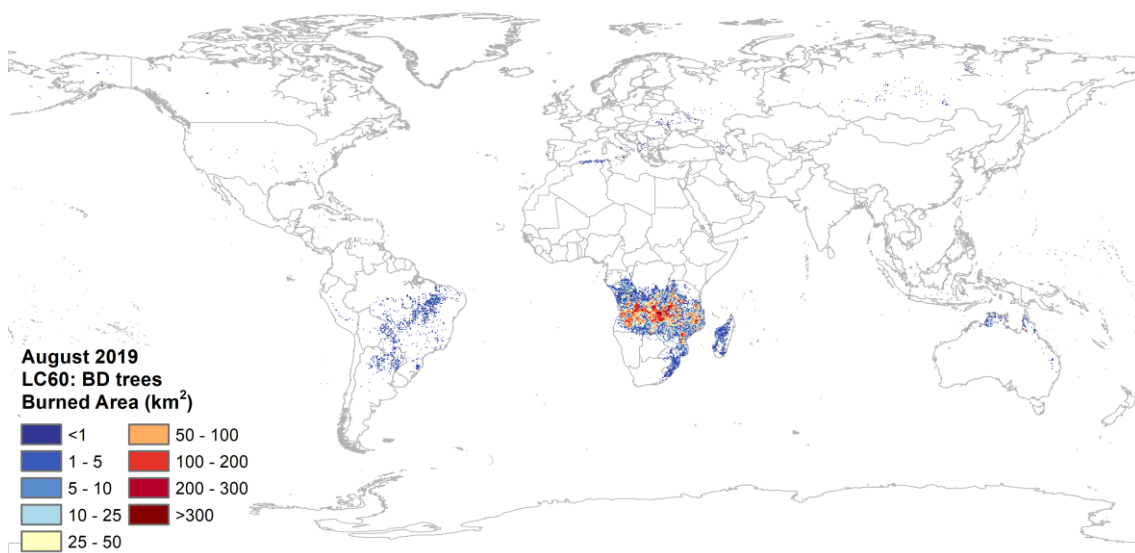 August 2019
LC60: BD trees
Burned Area (km²)
<1
50 - 100
1 - 5
100 - 200
5 - 10
200 - 300
10 - 25
>300
25 - 50